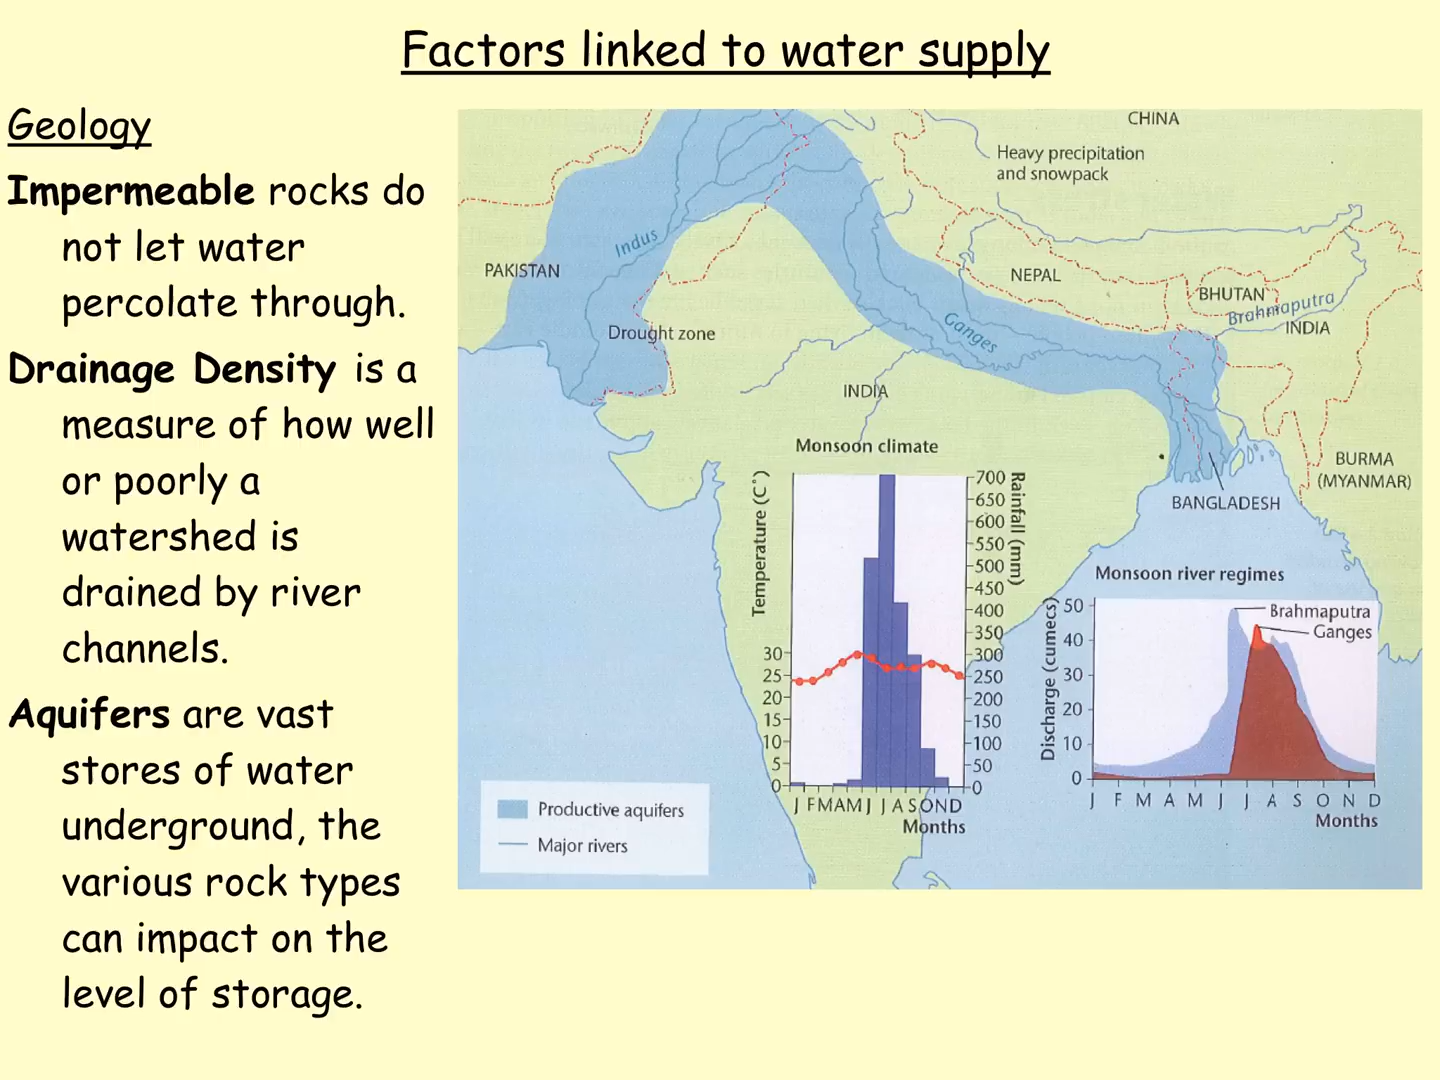 Factors linked to water supply
Geology
Impermeable rocks do
not let water
percolate through.
Drainage Density is a
measure of how well
or poorly a
watershed is
drained by river
channels.
Aquifers are vast
stores of water
underground, the
various rock types
can impact on the
level of storage.
CHINA
Heavy precipitation
and snowpack
Indus
PAKISTAN
NEPAL
BHUTAN
Brahmaputra
INDIA
Drought zone
Ganges
INDIA
BURMA
(MYANMAR)
BANGLADESH
Monsoon climate
Temperature (C°)
30
25
20
15
10
5
0
Rainfall (mm)
700
650
600
550
500
450
400
350
300
250
200
150
100
50
0
J F M A M J J A S O N D
Months
Monsoon river regimes
Discharge (cumecs)
50
40
30
20
10
0
Brahmaputra
Ganges
J F M A M J J A S O N D
Months
Productive aquifers
Major rivers